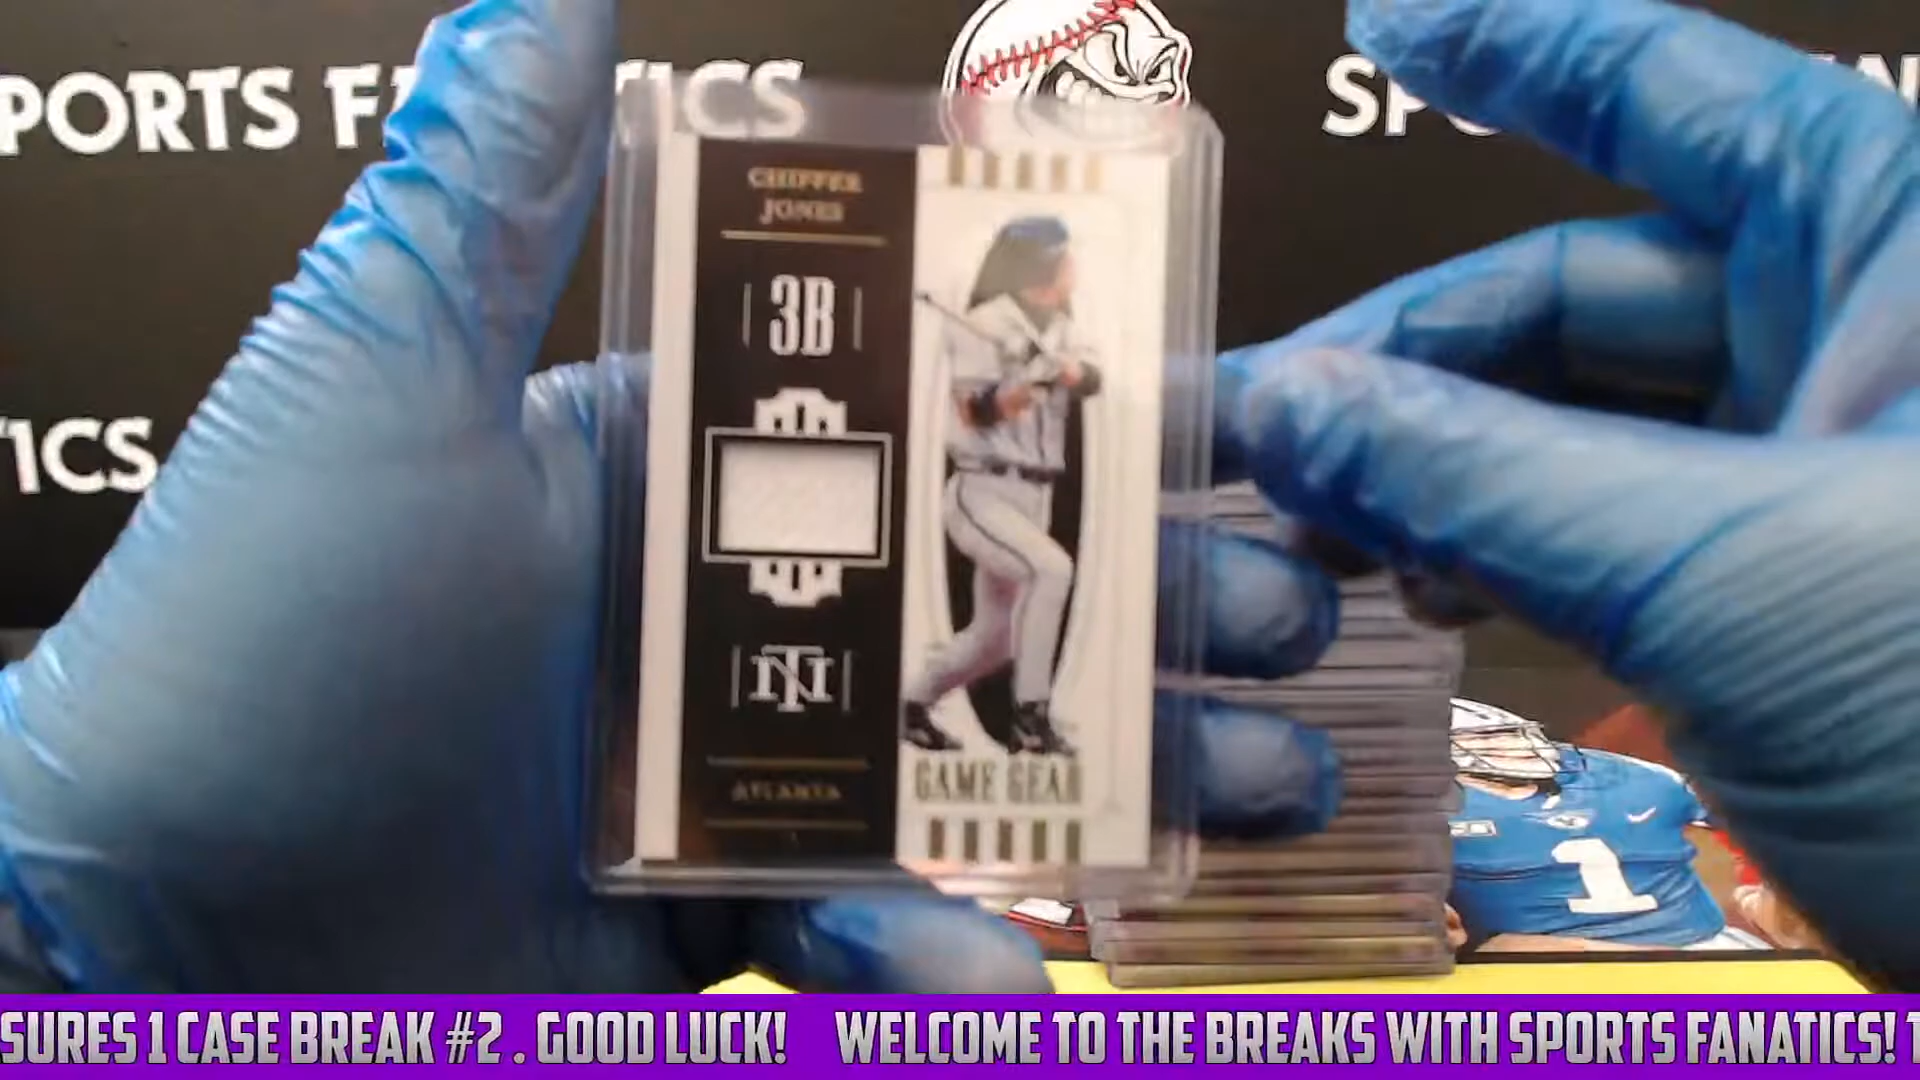 PORTS F
TICS
SP
TICS
CHIPPER
JONES
3B
NT
ATLANTA
GAME GEAR
1
SURES 1 CASE BREAK #2 . GOOD LUCK! WELCOME TO THE BREAKS WITH SPORTS FANATICS! T